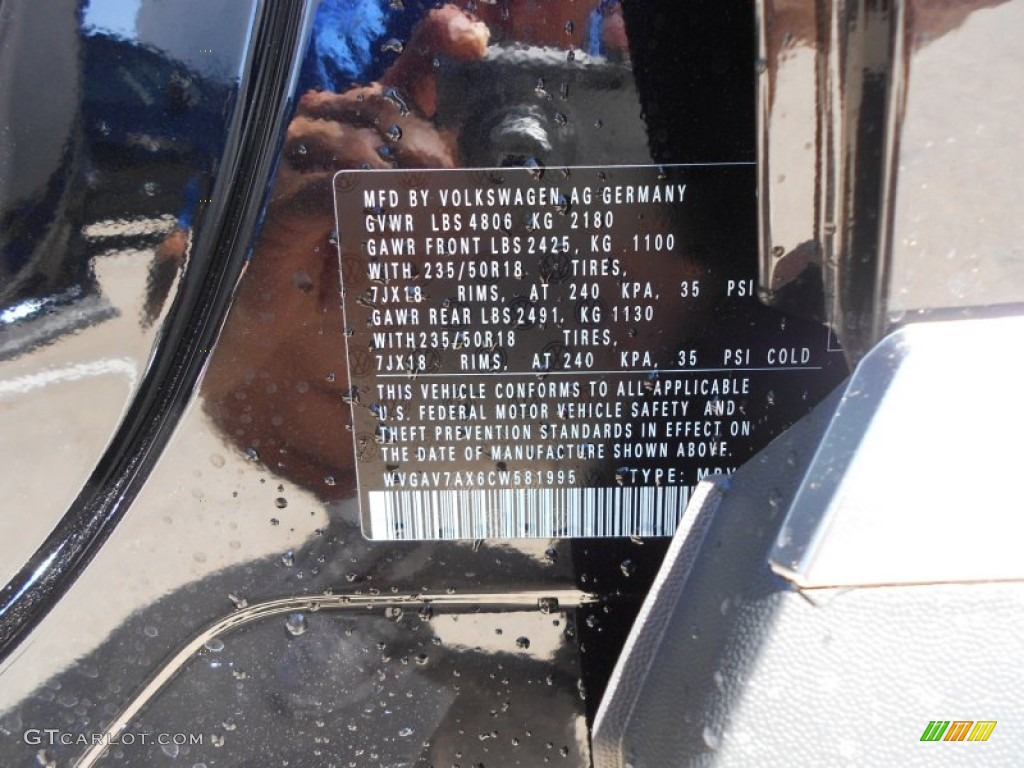 MFD BY VOLKSWAGEN AG GERMANY
GVWR LBS 4806 KG 2180
GAWR FRONT LBS 2425, KG 1100
WITH 235/50R18 TIRES,
7JX18 RIMS, AT 240 KPA, 35 PSI
GAWR REAR LBS 2491, KG 1130
WITH235/50R18 TIRES,
7JX18 RIMS, AT 240 KPA, 35 PSI COLD
THIS VEHICLE CONFORMS TO ALL APPLICABLE
U.S. FEDERAL MOTOR VEHICLE SAFETY AND
THEFT PREVENTION STANDARDS IN EFFECT ON
THE DATE OF MANUFACTURE SHOWN ABOVE.
WVGAV7AX6CW581995 TYPE: MPV
GTCARLOT.COM